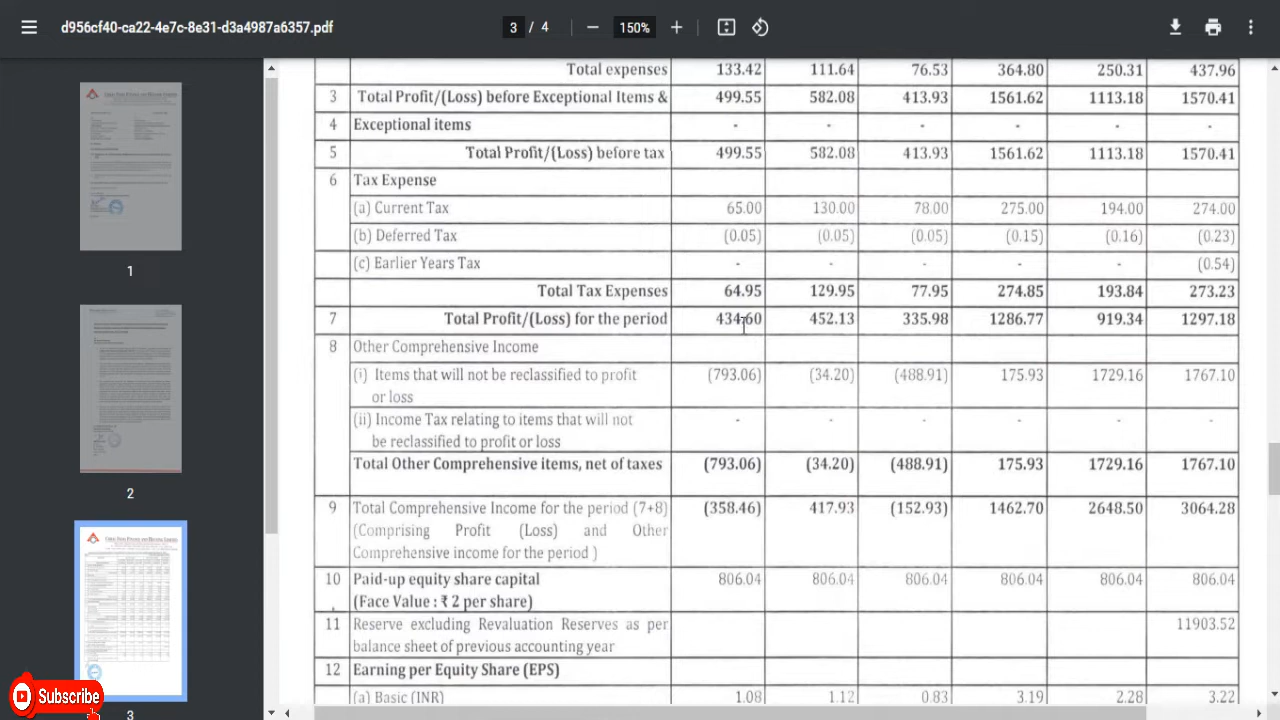 d956cf40-ca22-4e7c-8e31-d3a4987a6357.pdf
3 / 4
150%
Total expenses 133.42 111.64 76.53 364.80 250.31 437.96
3 Total Profit/(Loss) before Exceptional Items & 499.55 582.08 413.93 1561.62 1113.18 1570.41
4 Exceptional items - - - - - -
5 Total Profit/(Loss) before tax 499.55 582.08 413.93 1561.62 1113.18 1570.41
6 Tax Expense
(a) Current Tax 65.00 130.00 78.00 275.00 194.00 274.00
(b) Deferred Tax (0.05) (0.05) (0.05) (0.15) (0.16) (0.23)
(c) Earlier Years Tax - - - - - (0.54)
Total Tax Expenses 64.95 129.95 77.95 274.85 193.84 273.23
7 Total Profit/(Loss) for the period 434.60 452.13 335.98 1286.77 919.34 1297.18
8 Other Comprehensive Income
(i) Items that will not be reclassified to profit (793.06) (34.20) (488.91) 175.93 1729.16 1767.10
or loss
(ii) Income Tax relating to items that will not - - - - - -
be reclassified to profit or loss
Total Other Comprehensive items, net of taxes (793.06) (34.20) (488.91) 175.93 1729.16 1767.10
9 Total Comprehensive Income for the period (7+8) (358.46) 417.93 (152.93) 1462.70 2648.50 3064.28
(Comprising Profit (Loss) and Other
Comprehensive income for the period )
10 Paid-up equity share capital 806.04 806.04 806.04 806.04 806.04 806.04
(Face Value : ₹ 2 per share)
11 Reserve excluding Revaluation Reserves as per 11903.52
balance sheet of previous accounting year
12 Earning per Equity Share (EPS)
(a) Basic (INR) 1.08 1.12 0.83 3.19 2.28 3.22
1
2
3
Subscribe